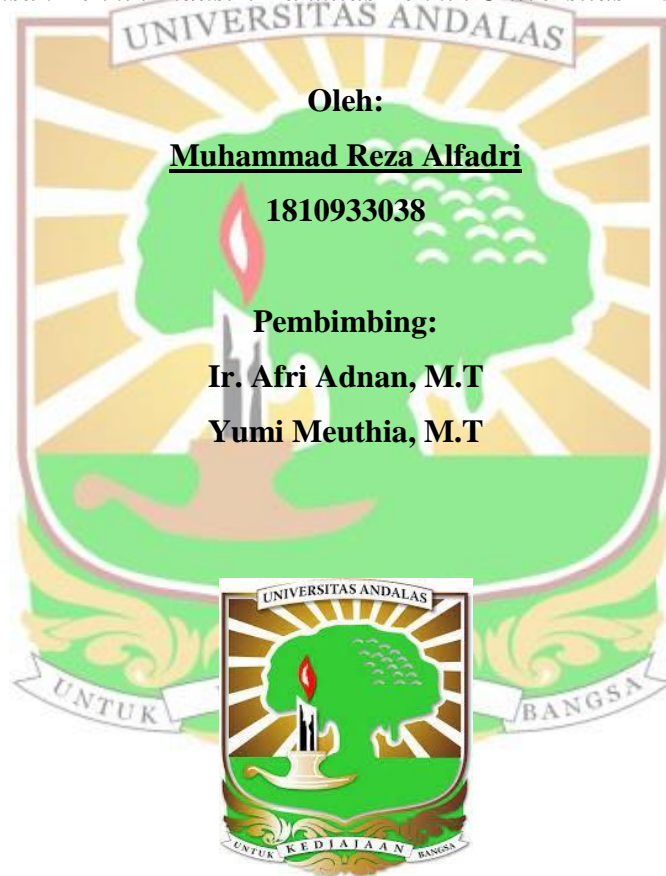 UNIVERSITAS ANDALAS
Oleh:
Muhammad Reza Alfadri
1810933038
Pembimbing:
Ir. Afri Adnan, M.T
Yumi Meuthia, M.T
UNTUK BANGSA
UNIVERSITAS ANDALAS
UNTUK KEDJAJAAN BANGSA